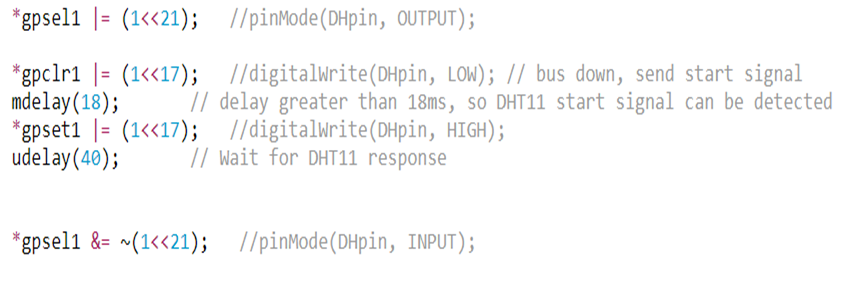 *gpsel1 |= (1<<21);   //pinMode(DHpin, OUTPUT);
*gpclr1 |= (1<<17);   //digitalWrite(DHpin, LOW); // bus down, send start signal
mdelay(18);       // delay greater than 18ms, so DHT11 start signal can be detected
*gpset1 |= (1<<17);   //digitalWrite(DHpin, HIGH);
udelay(40);       // Wait for DHT11 response
*gpsel1 &= ~(1<<21);   //pinMode(DHpin, INPUT);